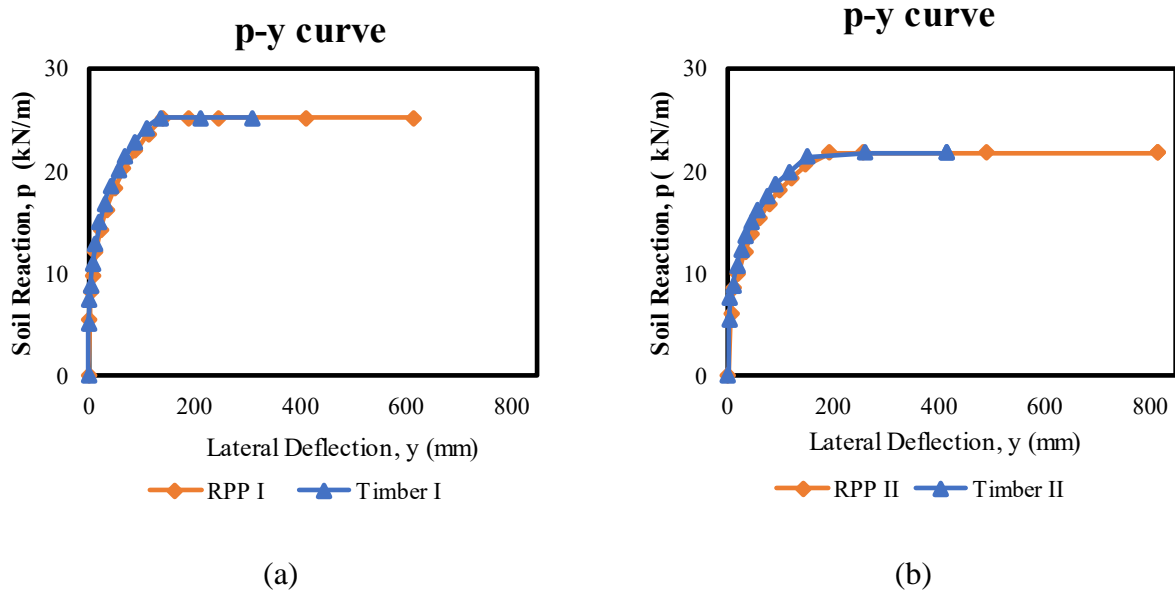 p-y curve
30
20
10
0
0 200 400 600 800
Soil Reaction, p (kN/m)
Lateral Deflection, y (mm)
RPP I Timber I
(a)
p-y curve
30
20
10
0
0 200 400 600 800
Soil Reaction, p ( kN/m)
Lateral Deflection, y (mm)
RPP II Timber II
(b)